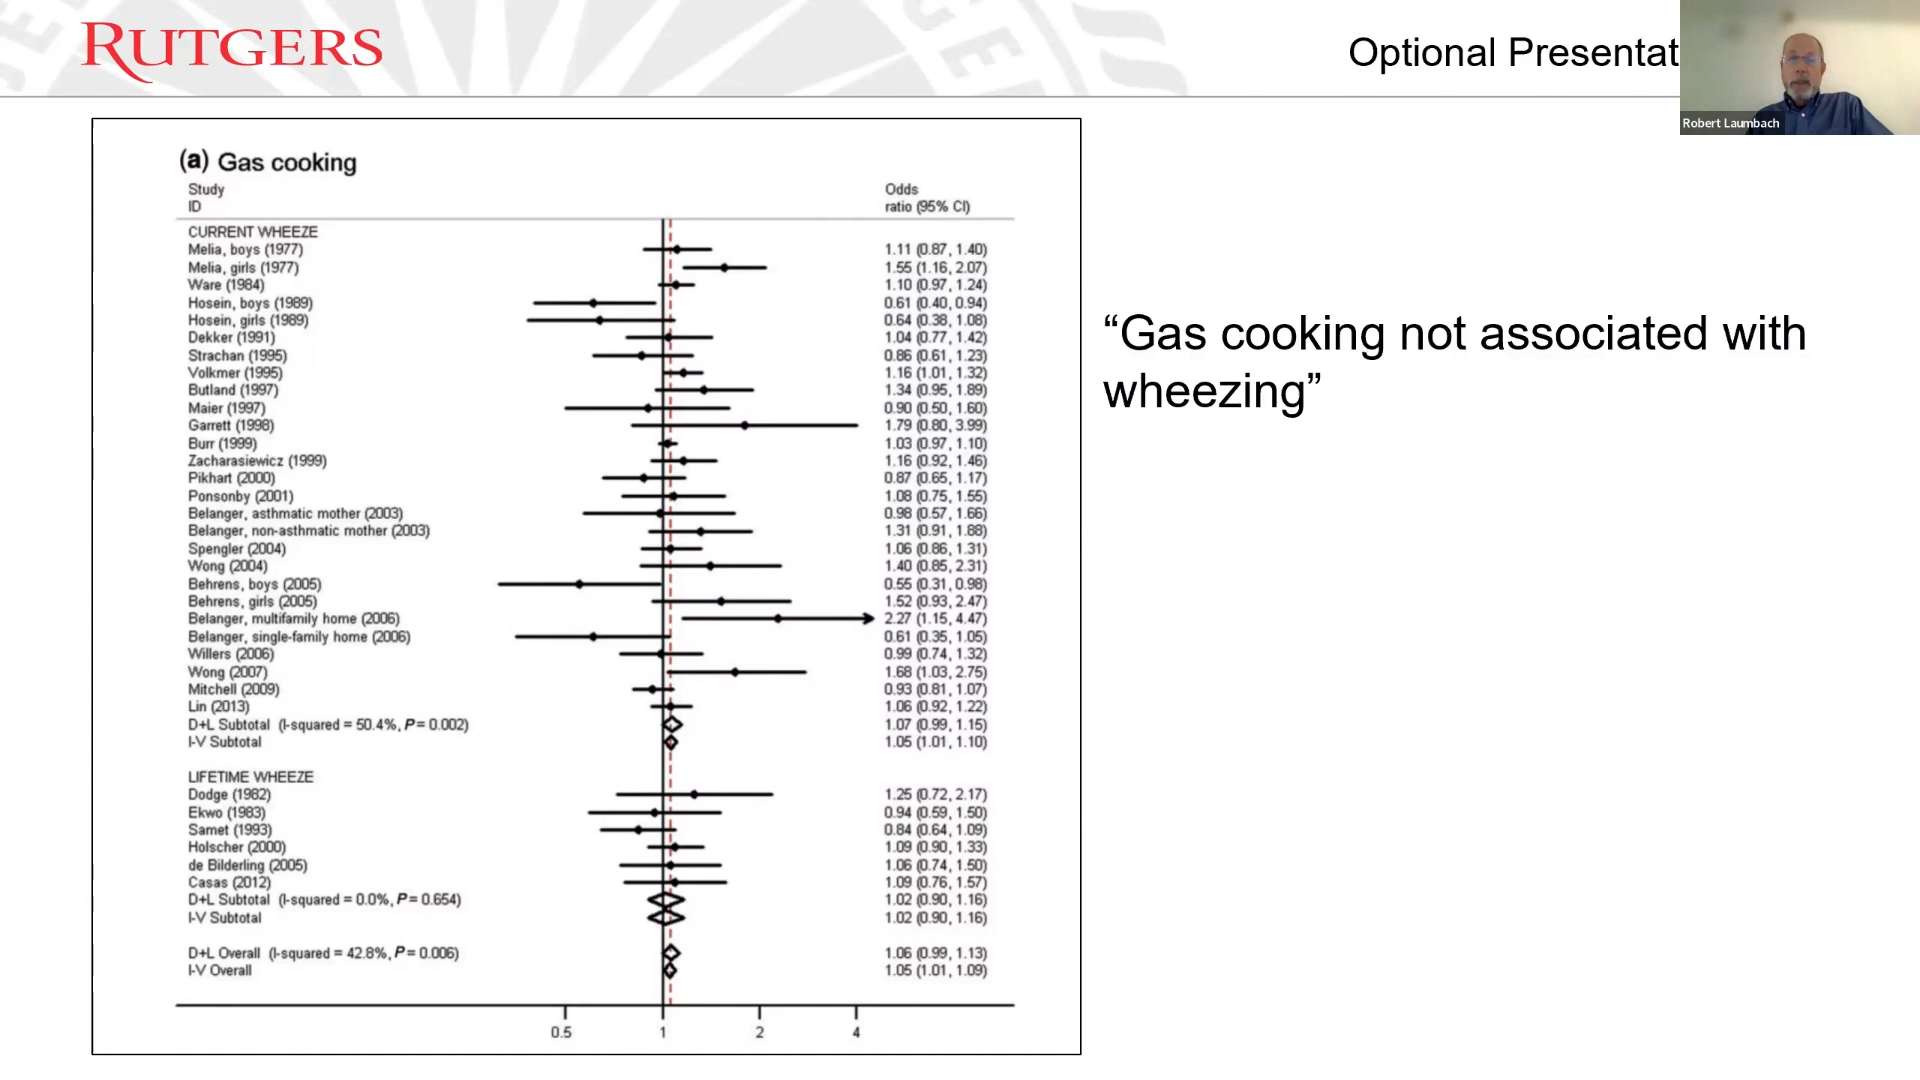 RUTGERS
Optional Presentat
Robert Laumbach
(a) Gas cooking
Study
ID
Odds
ratio (95% CI)
CURRENT WHEEZE
Melia, boys (1977) 1.11 (0.87, 1.40)
Melia, girls (1977) 1.55 (1.16, 2.07)
Ware (1984) 1.10 (0.97, 1.24)
Hosein, boys (1989) 0.61 (0.40, 0.94)
Hosein, girls (1989) 0.64 (0.38, 1.08)
Dekker (1991) 1.04 (0.77, 1.42)
Strachan (1995) 0.86 (0.61, 1.23)
Volkmer (1995) 1.16 (1.01, 1.32)
Butland (1997) 1.34 (0.95, 1.89)
Maier (1997) 0.90 (0.50, 1.60)
Garrett (1998) 1.79 (0.80, 3.99)
Burr (1999) 1.03 (0.97, 1.10)
Zacharasiewicz (1999) 1.16 (0.92, 1.46)
Pikhart (2000) 0.87 (0.65, 1.17)
Ponsonby (2001) 1.08 (0.75, 1.55)
Belanger, asthmatic mother (2003) 0.98 (0.57, 1.66)
Belanger, non-asthmatic mother (2003) 1.31 (0.91, 1.88)
Spengler (2004) 1.06 (0.86, 1.31)
Wong (2004) 1.40 (0.85, 2.31)
Behrens, boys (2005) 0.55 (0.31, 0.98)
Behrens, girls (2005) 1.52 (0.93, 2.47)
Belanger, multifamily home (2006) 2.27 (1.15, 4.47)
Belanger, single-family home (2006) 0.61 (0.35, 1.05)
Willers (2006) 0.99 (0.74, 1.32)
Wong (2007) 1.68 (1.03, 2.75)
Mitchell (2009) 0.93 (0.81, 1.07)
Lin (2013) 1.06 (0.92, 1.22)
D+L Subtotal (I-squared = 50.4%, P = 0.002) 1.07 (0.99, 1.15)
I-V Subtotal 1.05 (1.01, 1.10)
LIFETIME WHEEZE
Dodge (1982) 1.25 (0.72, 2.17)
Ekwo (1983) 0.94 (0.59, 1.50)
Samet (1993) 0.84 (0.64, 1.09)
Holscher (2000) 1.09 (0.90, 1.33)
de Bilderling (2005) 1.06 (0.74, 1.50)
Casas (2012) 1.09 (0.76, 1.57)
D+L Subtotal (I-squared = 0.0%, P = 0.654) 1.02 (0.90, 1.16)
I-V Subtotal 1.02 (0.90, 1.16)
D+L Overall (I-squared = 42.8%, P = 0.006) 1.06 (0.99, 1.13)
I-V Overall 1.05 (1.01, 1.09)
0.5 1 2 4
“Gas cooking not associated with
wheezing”